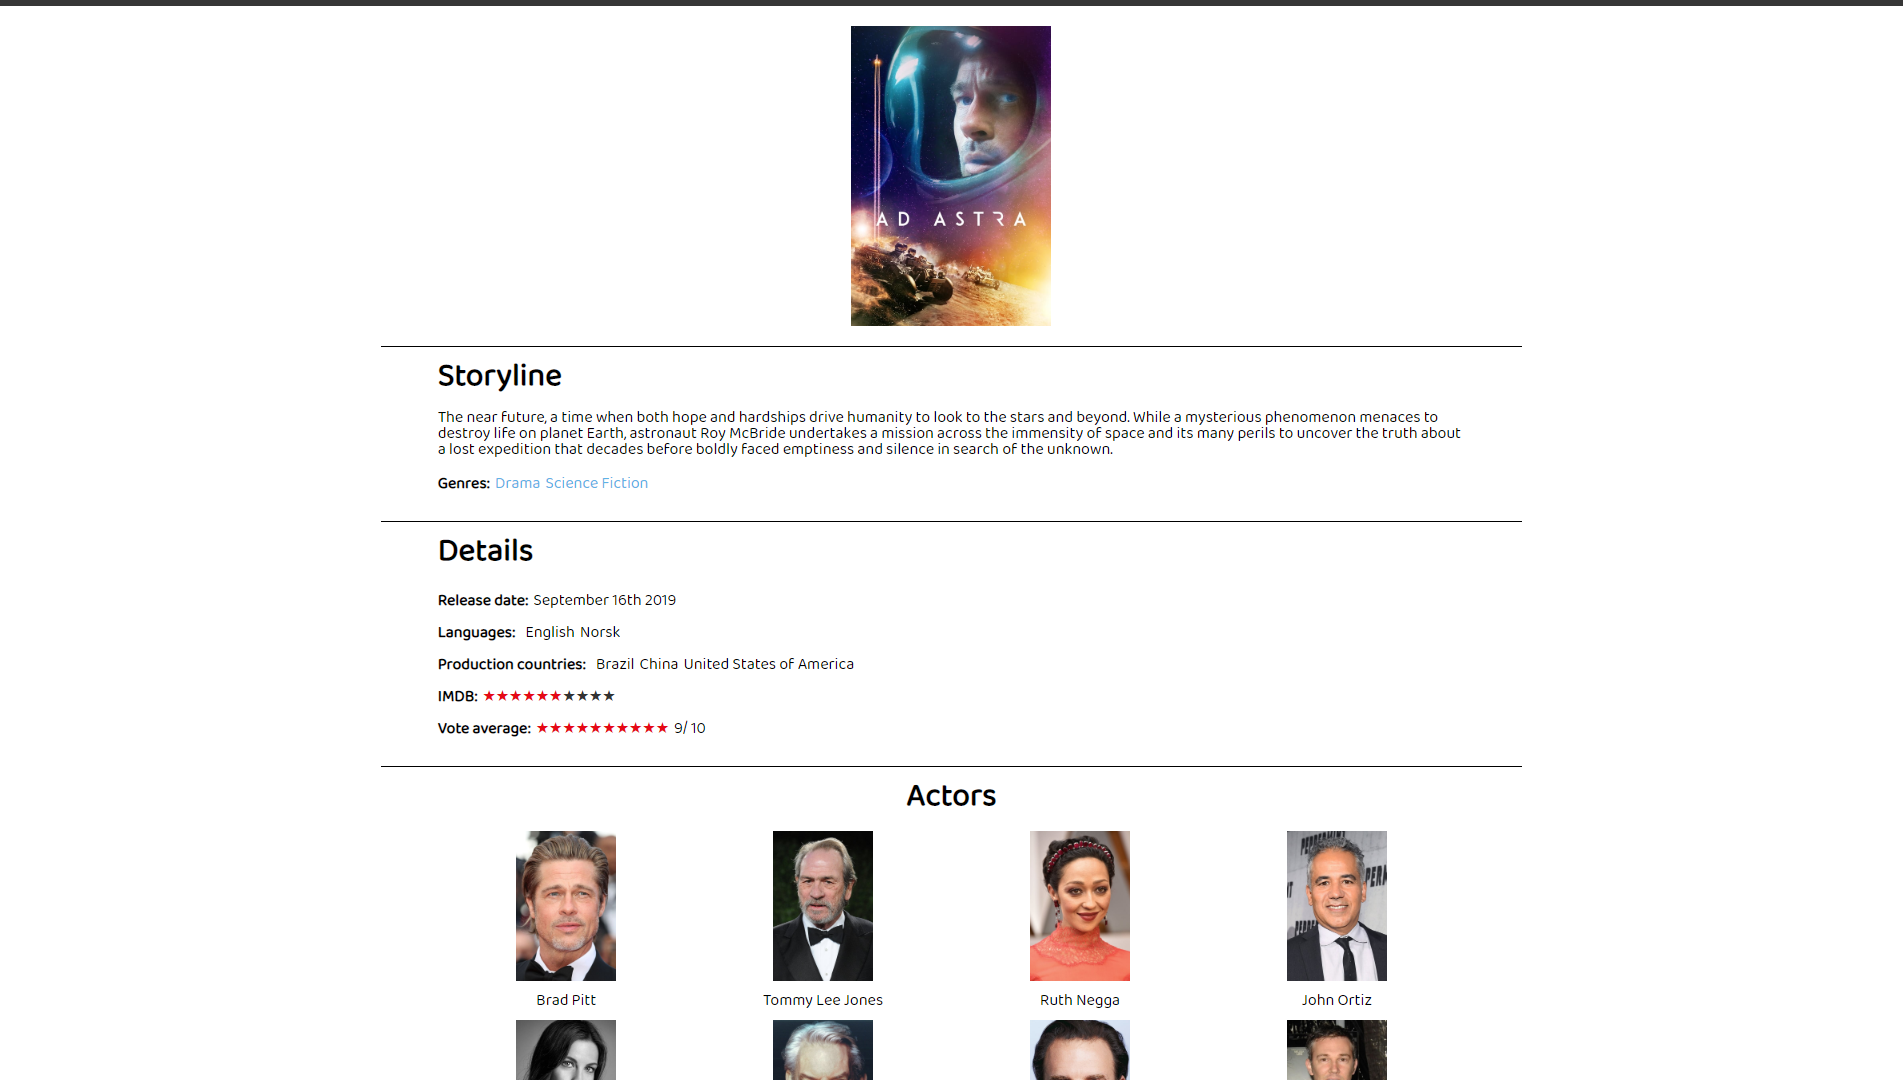 AD ASTRA
Storyline
The near future, a time when both hope and hardships drive humanity to look to the stars and beyond. While a mysterious phenomenon menaces to
destroy life on planet Earth, astronaut Roy McBride undertakes a mission across the immensity of space and its many perils to uncover the truth about
a lost expedition that decades before boldly faced emptiness and silence in search of the unknown.
Genres: Drama Science Fiction
Details
Release date: September 16th 2019
Languages: English Norsk
Production countries: Brazil China United States of America
IMDB: ★★★★★★★★★★
Vote average: ★★★★★★★★★★ 9/ 10
Actors
Brad Pitt
Tommy Lee Jones
Ruth Negga
John Ortiz